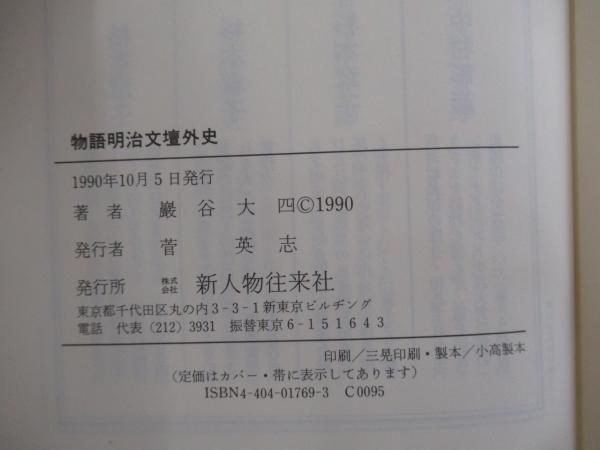 物語明治文壇外史
1990年10月5日発行
著者 巌谷大四©1990
発行者 菅英志
発行所 株式会社 新人物往来社
東京都千代田区丸の内3-3-1新東京ビルヂング
電話 代表(212)3931 振替東京6-151643
印刷/三晃印刷・製本/小高製本
(定価はカバー・帯に表示してあります)
ISBN4-404-01769-3 C0095